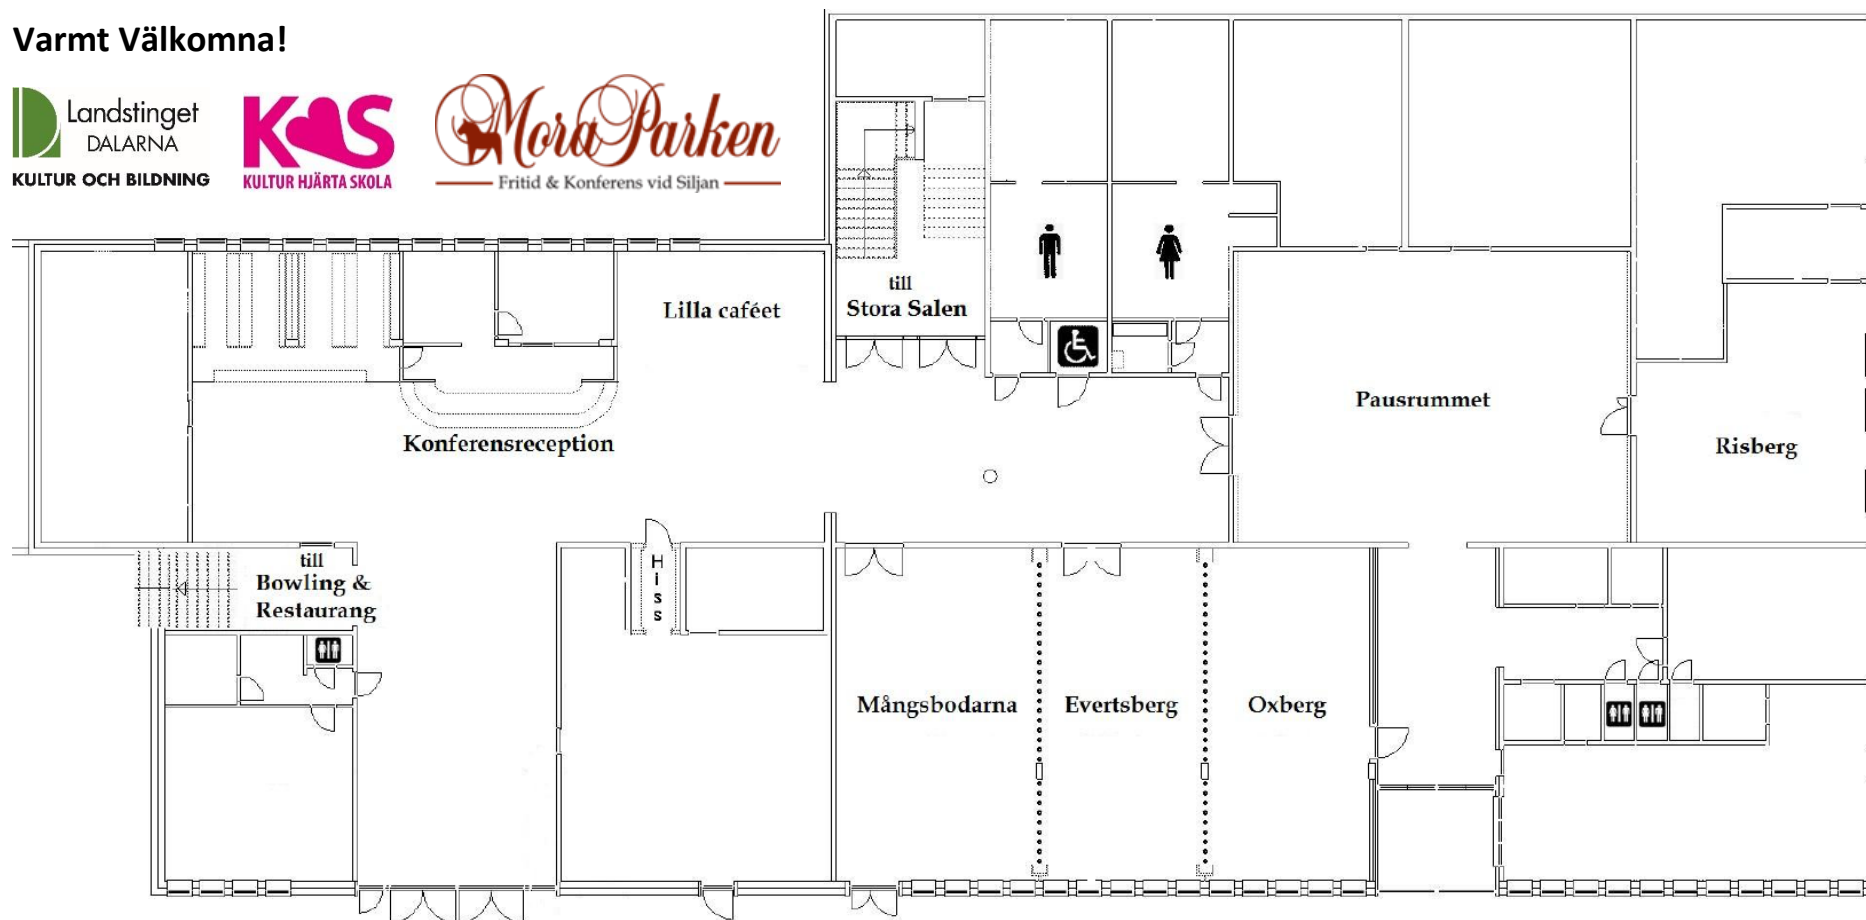 Varmt Välkomna!
Landstinget
DALARNA
KULTUR OCH BILDNING
KS
KULTUR HJÄRTA SKOLA
MoraParken
Fritid & Konferens vid Siljan
till
Stora Salen
Lilla caféet
Konferensreception
Pausrummet
Risberg
till
Bowling &
Restaurang
Hiss
Mångsbodarna
Evertsberg
Oxberg